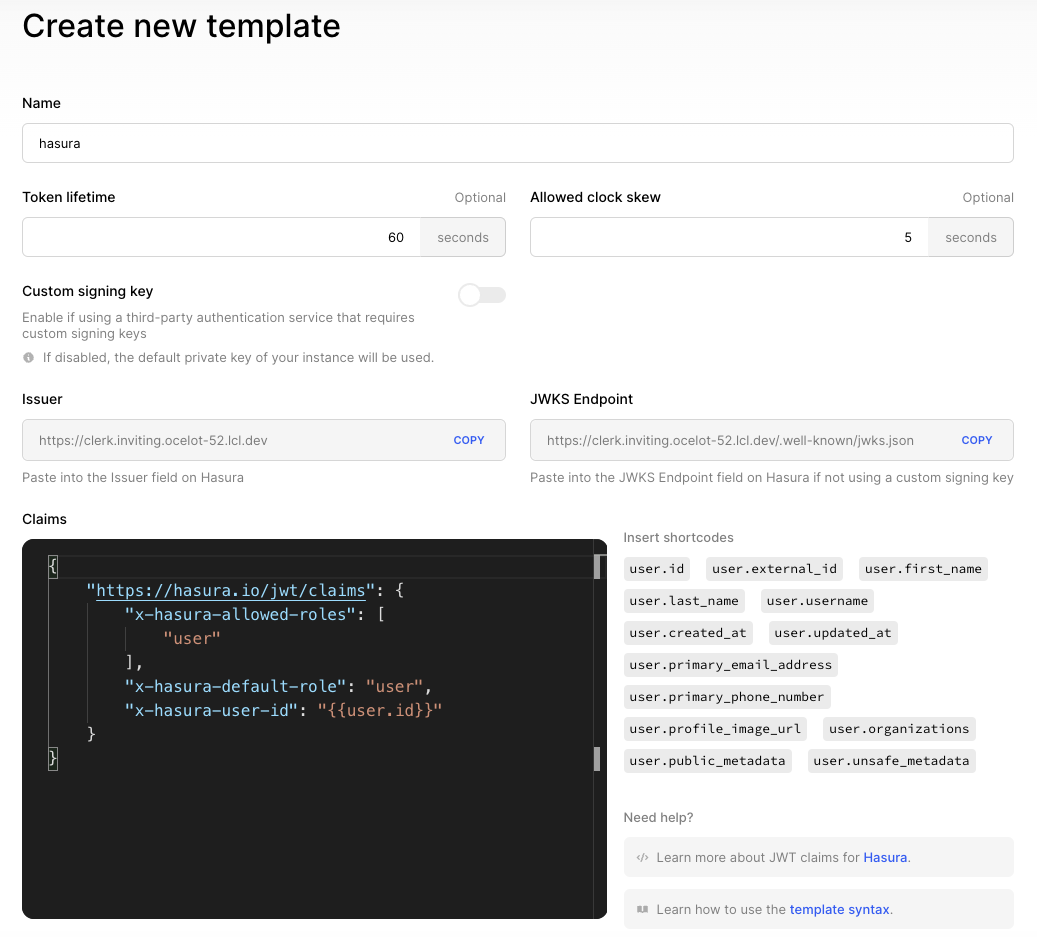 Create new template
Name
hasura
Token lifetime Optional Allowed clock skew Optional
60 seconds 5 seconds
Custom signing key
Enable if using a third-party authentication service that requires
custom signing keys
If disabled, the default private key of your instance will be used.
Issuer JWKS Endpoint
https://clerk.inviting.ocelot-52.lcl.dev COPY https://clerk.inviting.ocelot-52.lcl.dev/.well-known/jwks.json COPY
Paste into the Issuer field on Hasura Paste into the JWKS Endpoint field on Hasura if not using a custom signing key
Claims
{
    "https://hasura.io/jwt/claims": {
        "x-hasura-allowed-roles": [
            "user"
        ],
        "x-hasura-default-role": "user",
        "x-hasura-user-id": "{{user.id}}"
    }
}
Insert shortcodes
user.id user.external_id user.first_name
user.last_name user.username
user.created_at user.updated_at
user.primary_email_address
user.primary_phone_number
user.profile_image_url user.organizations
user.public_metadata user.unsafe_metadata
Need help?
</> Learn more about JWT claims for Hasura.
Learn how to use the template syntax.